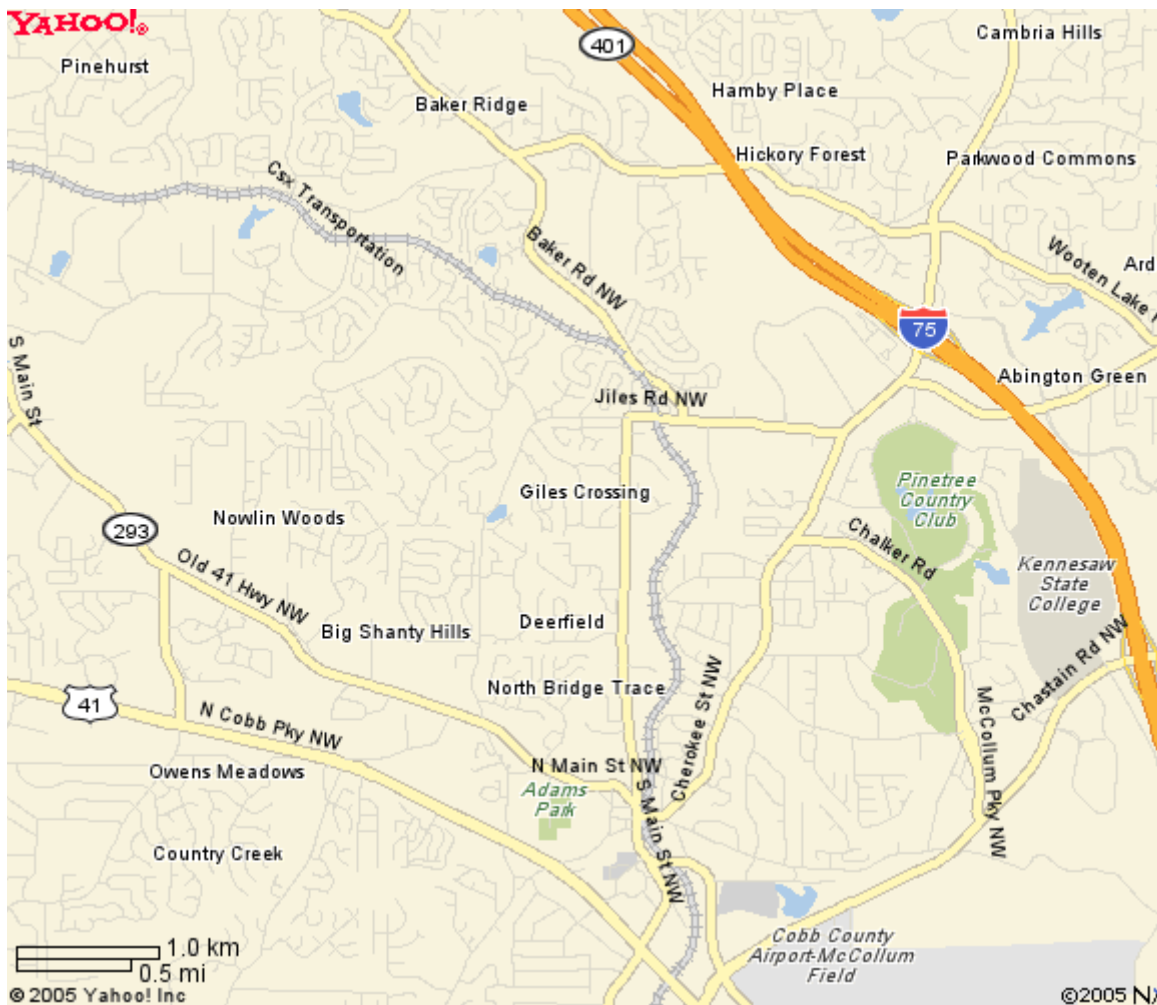 YAHOO!®
401
Cambria Hills
Pinehurst
Hamby Place
Baker Ridge
Hickory Forest
Parkwood Commons
Csx Transportation
Baker Rd NW
Wooten Lake
Ard
75
S Main St
Jiles Rd NW
Abington Green
Pinetree
Country
Club
Giles Crossing
Nowlin Woods
293
Chalker Rd
Old 41 Hwy NW
Kennesaw
State
College
Deerfield
Big Shanty Hills
North Bridge Trace
Cherokee St NW
Chastain Rd NW
McCollum Pky NW
41
N Cobb Pky NW
N Main St NW
Owens Meadows
Adams
Park
S Main St NW
Country Creek
Cobb County
Airport-McCollum
Field
1.0 km
0.5 mi
© 2005 Yahoo! Inc
©2005 N